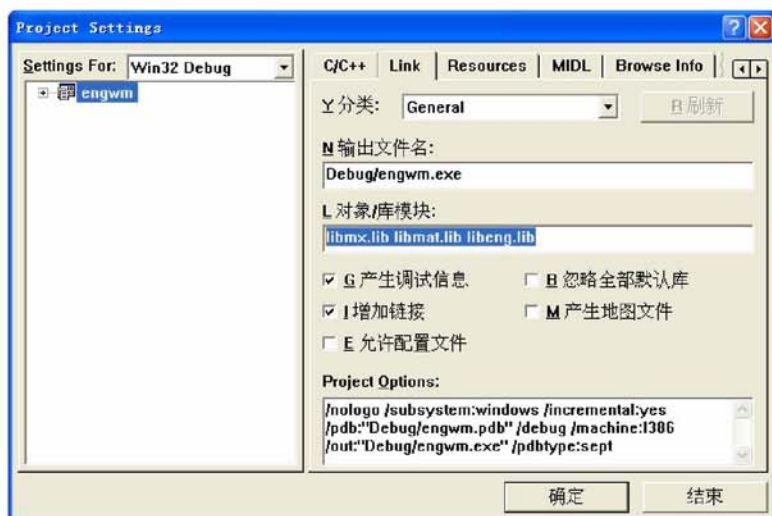 Project Settings
Settings For: Win32 Debug
engwm
C/C++ Link Resources MIDL Browse Info
Y 分类: General R 刷新
N 输出文件名:
Debug/engwm.exe
L 对象/库模块:
libmx.lib libmat.lib libeng.lib
G 产生调试信息 B 忽略全部默认库
I 增加链接 M 产生地图文件
E 允许配置文件
Project Options:
/nologo /subsystem:windows /incremental:yes
/pdb:"Debug/engwm.pdb" /debug /machine:I386
/out:"Debug/engwm.exe" /pdbtype:sept
确定 结束